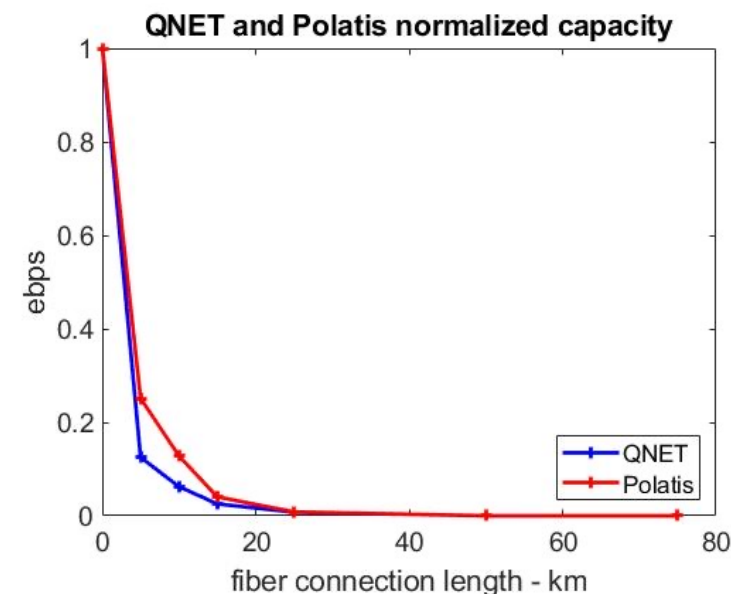 QNET and Polatis normalized capacity
1
0.8
0.6
0.4
0.2
0
ebps
QNET
Polatis
0
20
40
60
80
fiber connection length - km